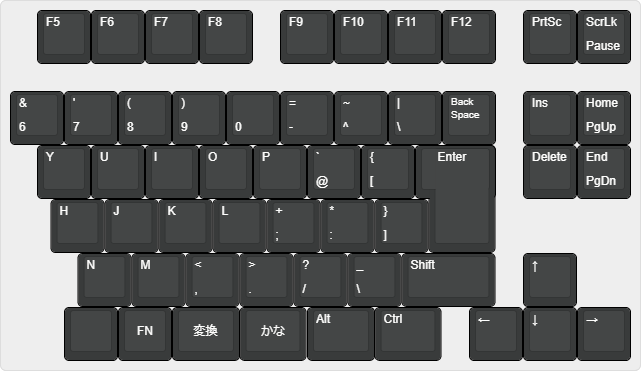 F5 F6 F7 F8 F9 F10 F11 F12 PrtSc ScrLk
Pause
& ' ( ) = ~ | Back Space Ins Home
6 7 8 9 0 - ^ \ PgUp
Y U I O P ` { Enter Delete End
@ [ PgDn
H J K L + * }
; : ]
N M < > ? _ Shift ↑
, . / \
FN 変換 かな Alt Ctrl ← ↓ →